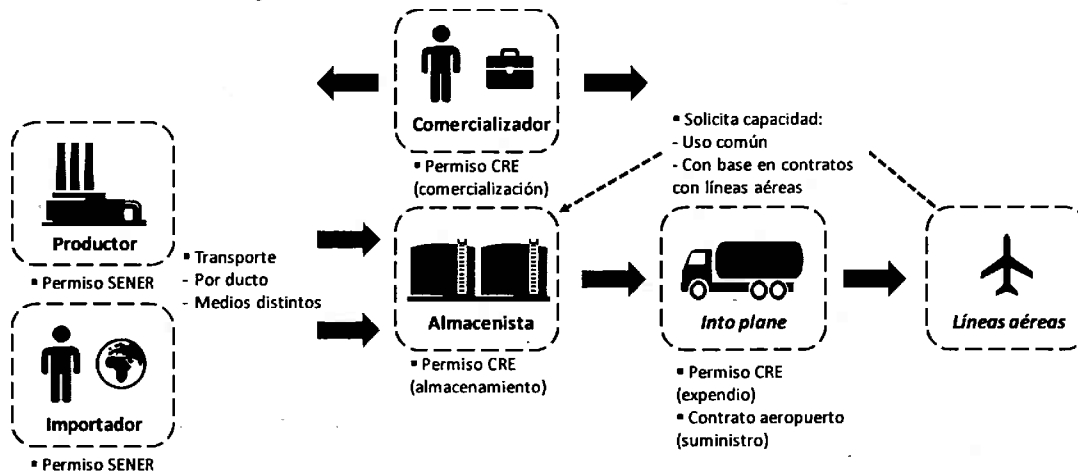 Comercializador
▪ Permiso CRE
(comercialización)
▪ Solicita capacidad:
- Uso común
- Con base en contratos
con líneas aéreas
Productor
▪ Permiso SENER
▪ Transporte
- Por ducto
- Medios distintos
Importador
▪ Permiso SENER
Almacenista
▪ Permiso CRE
(almacenamiento)
Into plane
▪ Permiso CRE
(expendio)
▪ Contrato aeropuerto
(suministro)
Líneas aéreas